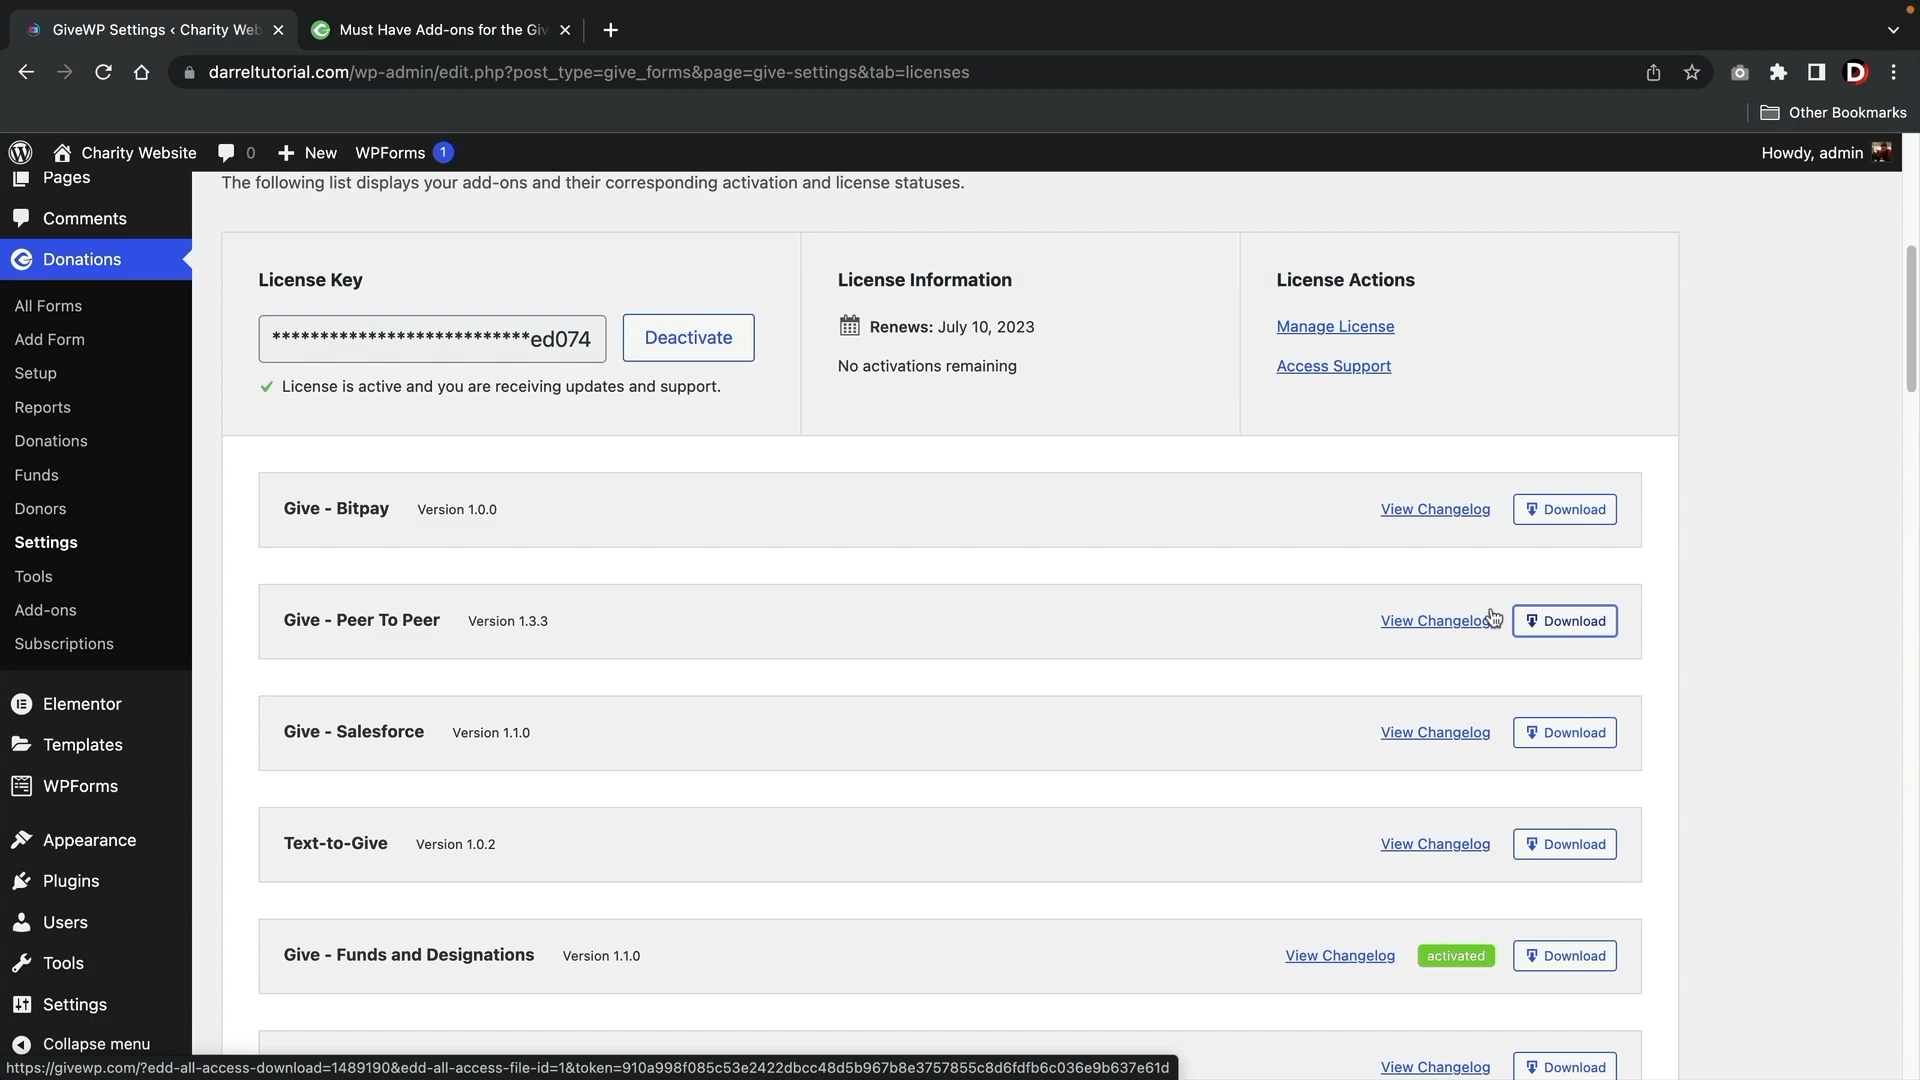 GiveWP Settings ‹ Charity Web
Must Have Add-ons for the Giv
darreltutorial.com/wp-admin/edit.php?post_type=give_forms&page=give-settings&tab=licenses
Other Bookmarks
Charity Website
0
New
WPForms 1
Howdy, admin
Pages
Comments
Donations
All Forms
Add Form
Setup
Reports
Donations
Funds
Donors
Settings
Tools
Add-ons
Subscriptions
Elementor
Templates
WPForms
Appearance
Plugins
Users
Tools
Settings
Collapse menu
The following list displays your add-ons and their corresponding activation and license statuses.
License Key
***************************ed074
Deactivate
License is active and you are receiving updates and support.
License Information
Renews: July 10, 2023
No activations remaining
License Actions
Manage License
Access Support
Give - Bitpay Version 1.0.0 View Changelog Download
Give - Peer To Peer Version 1.3.3 View Changelog Download
Give - Salesforce Version 1.1.0 View Changelog Download
Text-to-Give Version 1.0.2 View Changelog Download
Give - Funds and Designations Version 1.1.0 View Changelog activated Download
View Changelog Download
https://givewp.com/?edd-all-access-download=1489190&edd-all-access-file-id=1&token=910a998f085c53e2422dbcc48d5b967b8e3757855c8d6fdfb6c036e9b637e61d